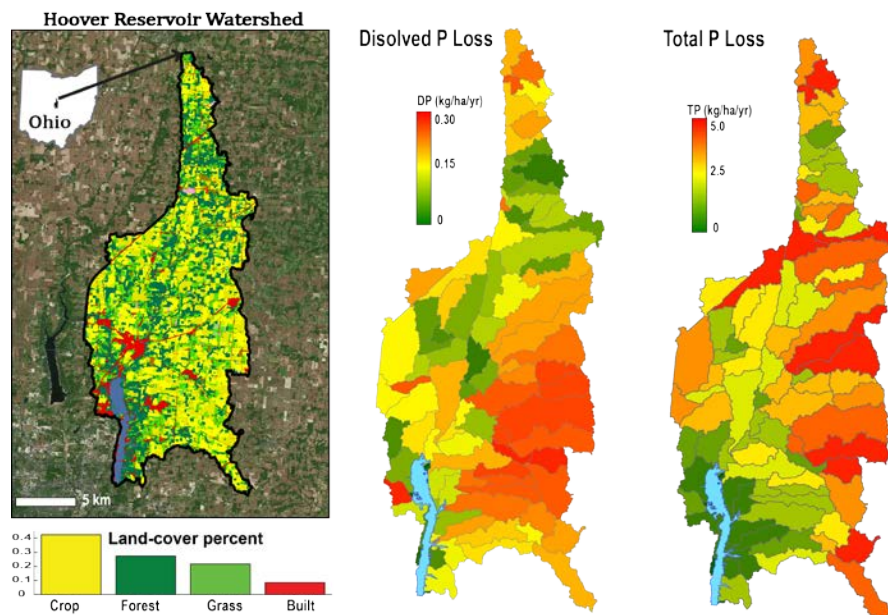 Hoover Reservoir Watershed
Ohio
5 km
Land-cover percent
0.4
0.3
0.2
0.1
0
Crop Forest Grass Built
Disolved P Loss
DP (kg/ha/yr)
0.30
0.15
0
Total P Loss
TP (kg/ha/yr)
5.0
2.5
0